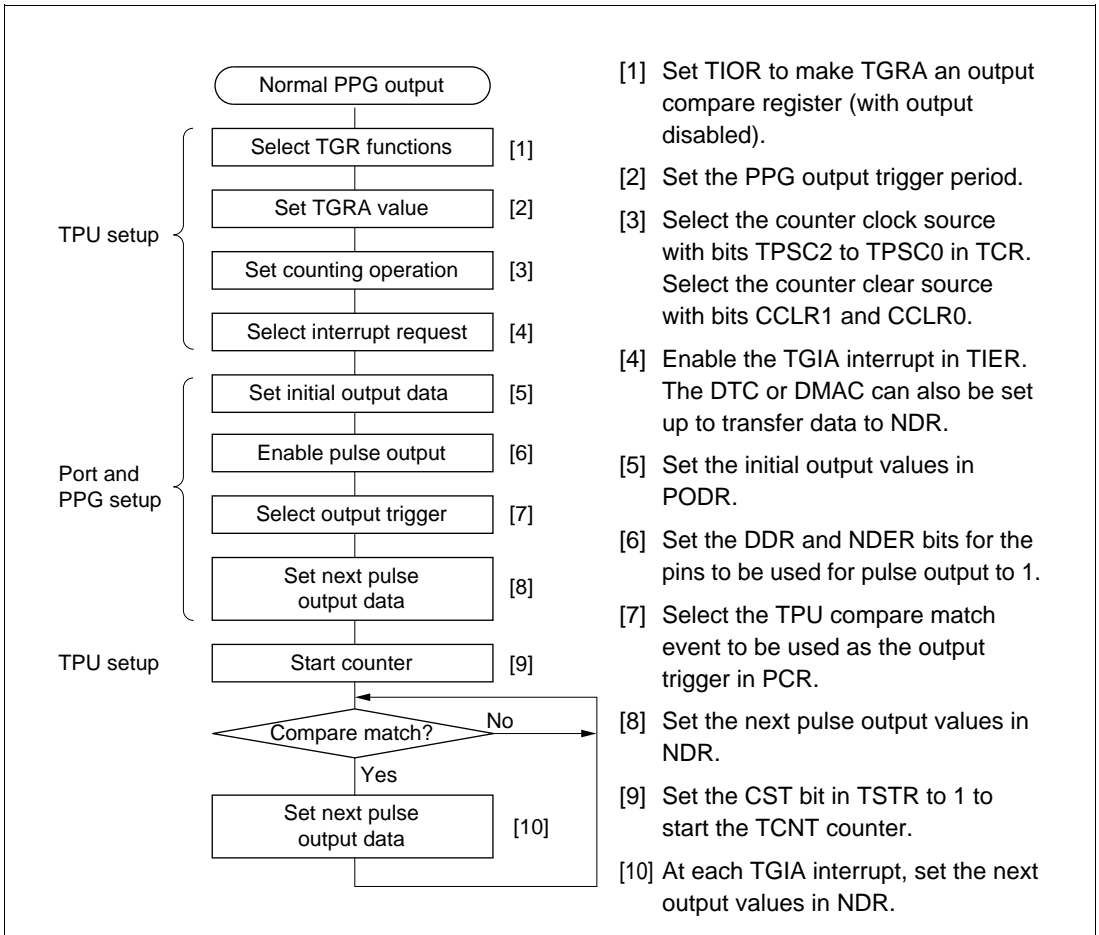 Normal PPG output
TPU setup
Select TGR functions [1]
Set TGRA value [2]
Set counting operation [3]
Select interrupt request [4]
Port and
PPG setup
Set initial output data [5]
Enable pulse output [6]
Select output trigger [7]
Set next pulse
output data [8]
TPU setup
Start counter [9]
Compare match?
No
Yes
Set next pulse
output data [10]
[1] Set TIOR to make TGRA an output
compare register (with output
disabled).
[2] Set the PPG output trigger period.
[3] Select the counter clock source
with bits TPSC2 to TPSC0 in TCR.
Select the counter clear source
with bits CCLR1 and CCLR0.
[4] Enable the TGIA interrupt in TIER.
The DTC or DMAC can also be set
up to transfer data to NDR.
[5] Set the initial output values in
PODR.
[6] Set the DDR and NDER bits for the
pins to be used for pulse output to 1.
[7] Select the TPU compare match
event to be used as the output
trigger in PCR.
[8] Set the next pulse output values in
NDR.
[9] Set the CST bit in TSTR to 1 to
start the TCNT counter.
[10] At each TGIA interrupt, set the next
output values in NDR.